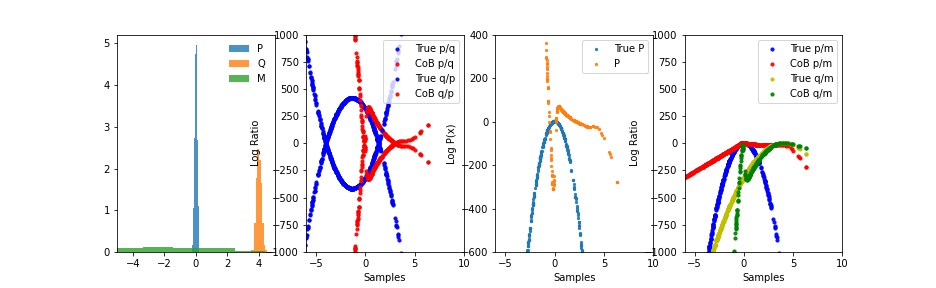 5
4
3
2
1
0
−4 −2 0 2 4
P
Q
M
Log Ratio
1000
750
500
250
0
−250
−500
−750
−1000
−5 0 5 10
Samples
True p/q
CoB p/q
True q/p
CoB q/p
Log P(x)
400
200
0
−200
−400
−600
−5 0 5 10
Samples
True P
P
Log Ratio
1000
750
500
250
0
−250
−500
−750
1000
−5 0 5 10
Samples
True p/m
CoB p/m
True q/m
CoB q/m